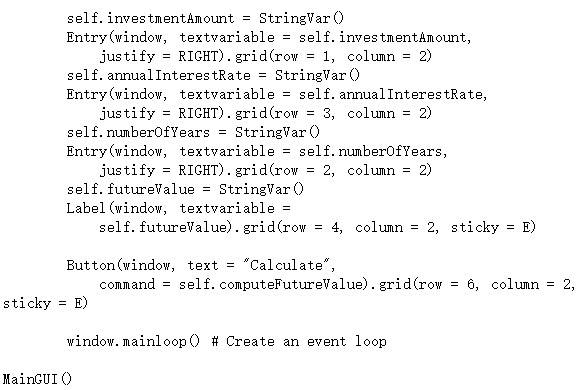 self.investmentAmount = StringVar()
        Entry(window, textvariable = self.investmentAmount,
            justify = RIGHT).grid(row = 1, column = 2)
        self.annualInterestRate = StringVar()
        Entry(window, textvariable = self.annualInterestRate,
            justify = RIGHT).grid(row = 3, column = 2)
        self.numberOfYears = StringVar()
        Entry(window, textvariable = self.numberOfYears,
            justify = RIGHT).grid(row = 2, column = 2)
        self.futureValue = StringVar()
        Label(window, textvariable =
            self.futureValue).grid(row = 4, column = 2, sticky = E)

        Button(window, text = "Calculate",
            command = self.computeFutureValue).grid(row = 6, column = 2,
sticky = E)

        window.mainloop() # Create an event loop

MainGUI()